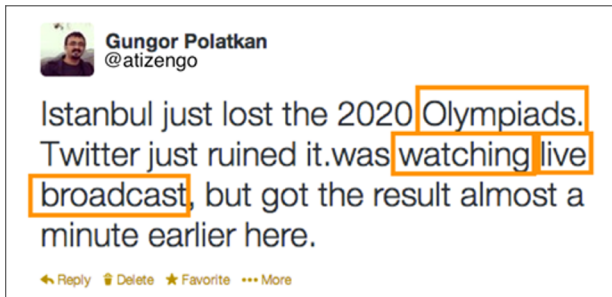 Gungor Polatkan
@atizengo
Istanbul just lost the 2020 Olympiads.
Twitter just ruined it.was watching live
broadcast, but got the result almost a
minute earlier here.
Reply Delete Favorite More